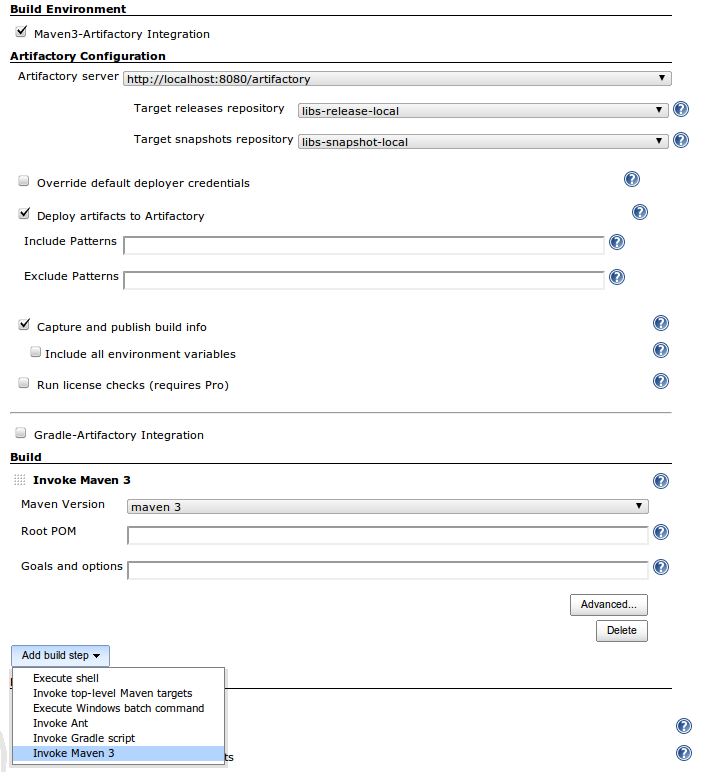 Build Environment
Maven3-Artifactory Integration
Artifactory Configuration
Artifactory server http://localhost:8080/artifactory
Target releases repository libs-release-local
Target snapshots repository libs-snapshot-local
Override default deployer credentials
Deploy artifacts to Artifactory
Include Patterns
Exclude Patterns
Capture and publish build info
Include all environment variables
Run license checks (requires Pro)
Gradle-Artifactory Integration
Build
Invoke Maven 3
Maven Version maven 3
Root POM
Goals and options
Advanced...
Delete
Add build step
Execute shell
Invoke top-level Maven targets
Execute Windows batch command
Invoke Ant
Invoke Gradle script
Invoke Maven 3